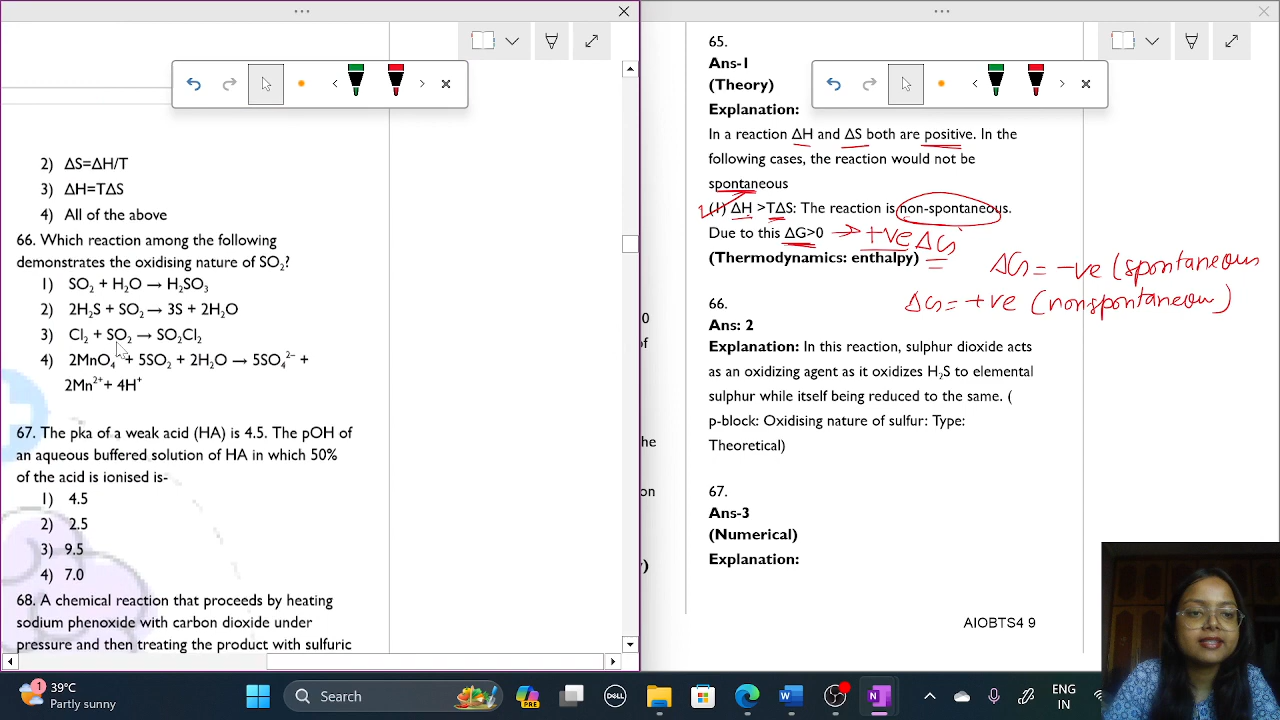 2) ΔS=ΔH/T
3) ΔH=TΔS
4) All of the above
66. Which reaction among the following
demonstrates the oxidising nature of SO₂?
1) SO₂ + H₂O → H₂SO₃
2) 2H₂S + SO₂ → 3S + 2H₂O
3) Cl₂ + SO₂ → SO₂Cl₂
4) 2MnO₄⁻ + 5SO₂ + 2H₂O → 5SO₄²⁻ +
2Mn²⁺+ 4H⁺
67. The pka of a weak acid (HA) is 4.5. The pOH of
an aqueous buffered solution of HA in which 50%
of the acid is ionised is-
1) 4.5
2) 2.5
3) 9.5
4) 7.0
68. A chemical reaction that proceeds by heating
sodium phenoxide with carbon dioxide under
pressure and then treating the product with sulfuric
0
of
he
on
)
65.
Ans-1
(Theory)
Explanation:
In a reaction ΔH and ΔS both are positive. In the
following cases, the reaction would not be
spontaneous
(1) ΔH >TΔS: The reaction is non-spontaneous.
Due to this ΔG>0 → +ve ΔG
(Thermodynamics: enthalpy)
ΔG = -ve (spontaneous
ΔG = +ve (nonspontaneous)
66.
Ans: 2
Explanation: In this reaction, sulphur dioxide acts
as an oxidizing agent as it oxidizes H₂S to elemental
sulphur while itself being reduced to the same. (
p-block: Oxidising nature of sulfur: Type:
Theoretical)
67.
Ans-3
(Numerical)
Explanation:
AIOBTS4 9
1
39°C
Partly sunny
Search
PRE
DELL
ENG
IN